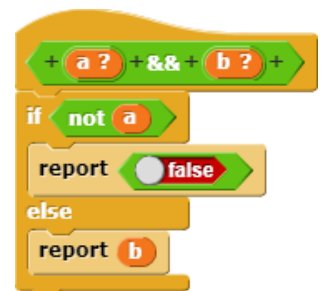 + a ? + && + b ? +
if not a
report false
else
report b